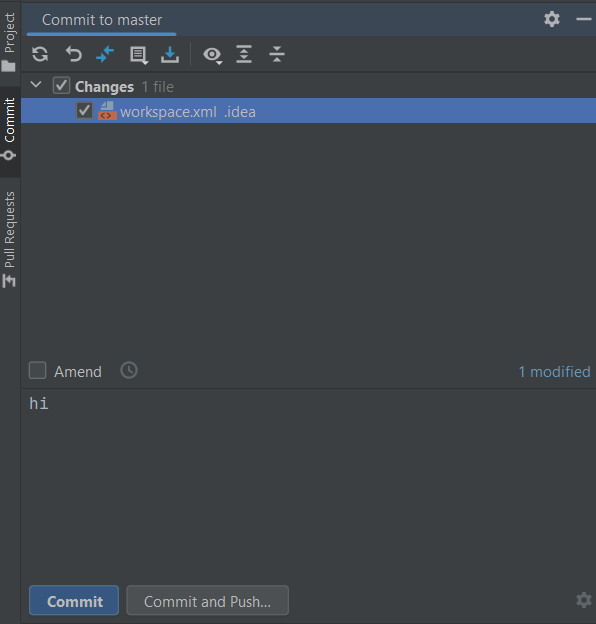 Commit to master
Project
Commit
Pull Requests
Changes 1 file
workspace.xml .idea
Amend
1 modified
hi
Commit
Commit and Push...